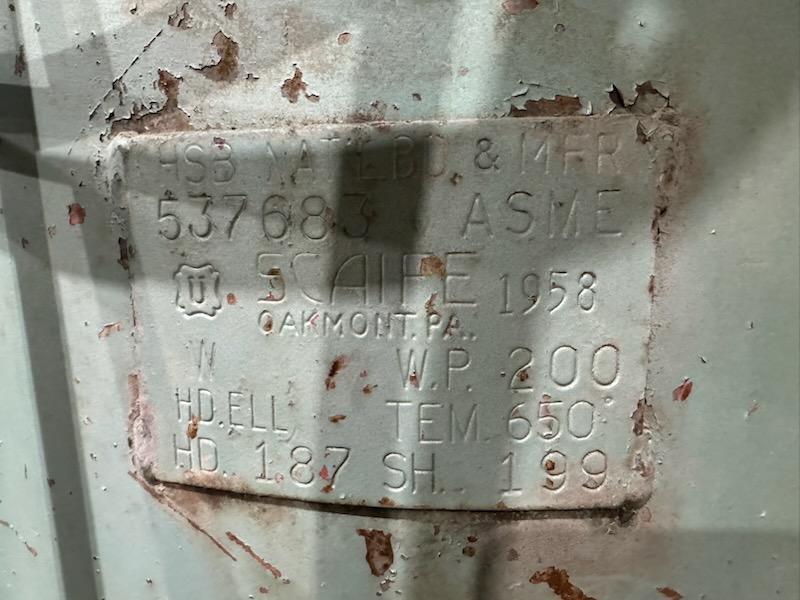 HSB NAT'L BD. & MFR
537683 ASME
U SCAIFE 1958
OAKMONT, PA.
W W.P. 200
HD. ELL TEM. 650°
HD. .187 SH. .199